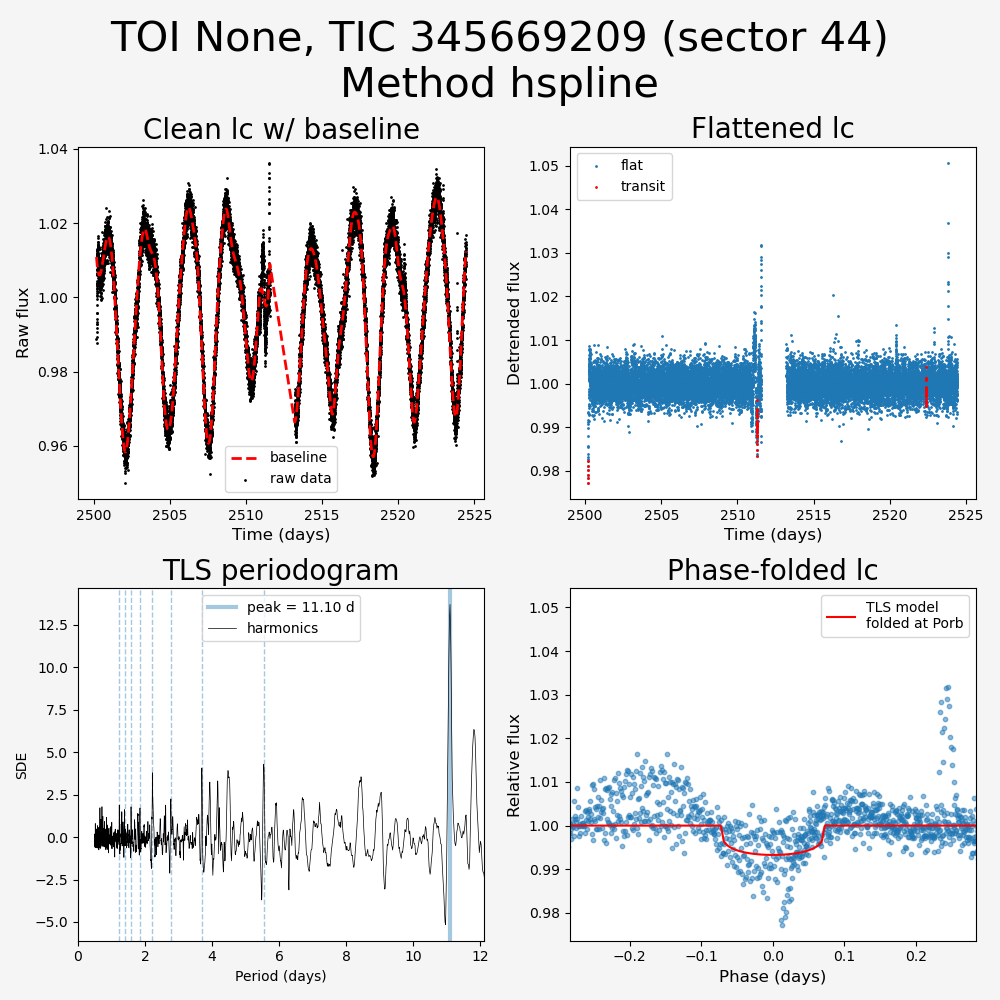 TOI None, TIC 345669209 (sector 44)
Method hspline
Clean lc w/ baseline
1.04
1.02
1.00
0.98
0.96
Raw flux
baseline
raw data
2500
2505
2510
2515
2520
2525
Time (days)
Flattened lc
flat
transit
1.05
1.04
1.03
1.02
1.01
1.00
0.99
0.98
Detrended flux
2500
2505
2510
2515
2520
2525
Time (days)
TLS periodogram
peak = 11.10 d
harmonics
12.5
10.0
7.5
5.0
2.5
0.0
−2.5
−5.0
SDE
0
2
4
6
8
10
12
Period (days)
Phase-folded lc
TLS model
folded at Porb
1.05
1.04
1.03
1.02
1.01
1.00
0.99
0.98
Relative flux
−0.2
−0.1
0.0
0.1
0.2
Phase (days)